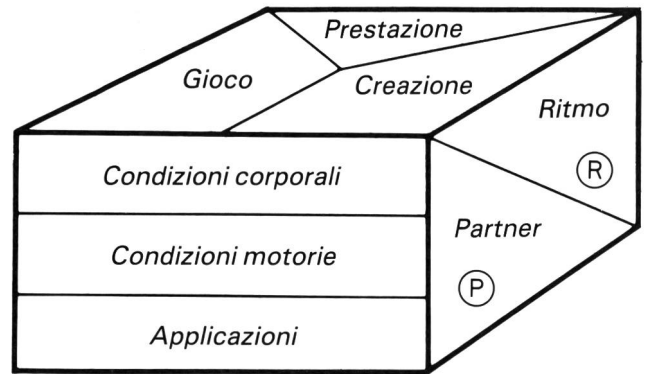 Prestazione
Gioco
Creazione
Ritmo
R
Condizioni corporali
Condizioni motorie
Partner
P
Applicazioni